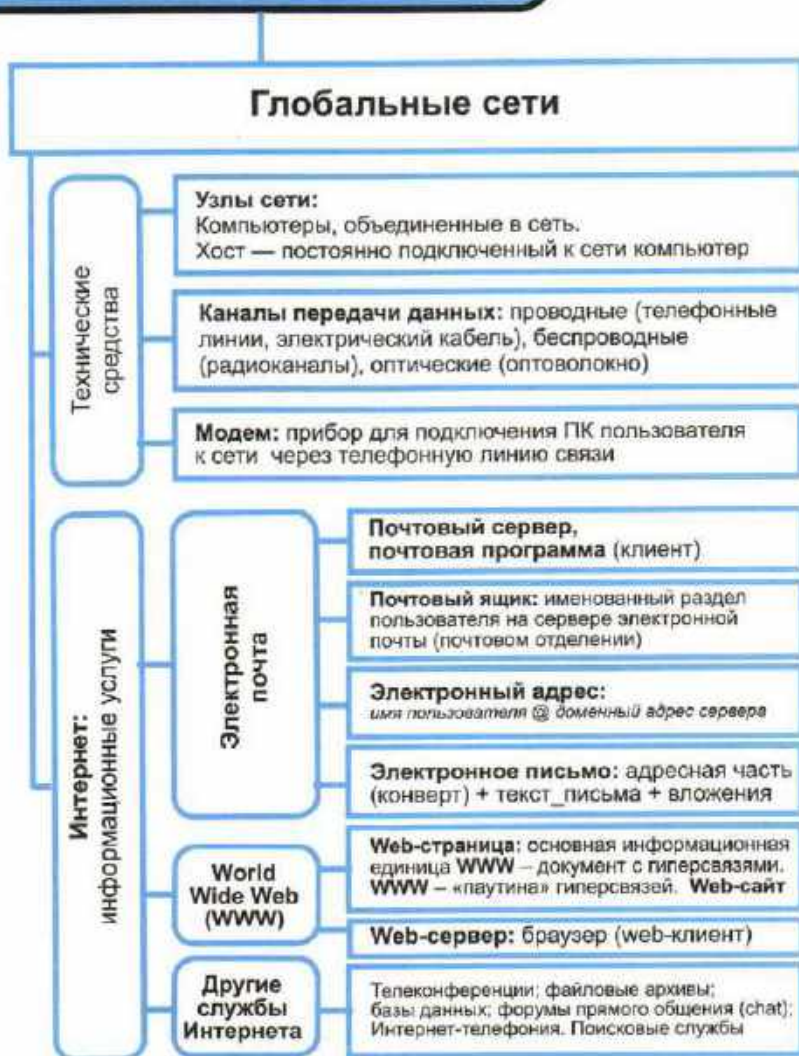 Глобальные сети
Технические
средства
Узлы сети:
Компьютеры, объединенные в сеть.
Хост — постоянно подключенный к сети компьютер
Каналы передачи данных: проводные (телефонные
линии, электрический кабель), беспроводные
(радиоканалы), оптические (оптоволокно)
Модем: прибор для подключения ПК пользователя
к сети через телефонную линию связи
Интернет:
информационные услуги
Электронная
почта
Почтовый сервер,
почтовая программа (клиент)
Почтовый ящик: именованный раздел
пользователя на сервере электронной
почты (почтовом отделении)
Электронный адрес:
имя пользователя @ доменный адрес сервера
Электронное письмо: адресная часть
(конверт) + текст_письма + вложения
World
Wide Web
(WWW)
Web-страница: основная информационная
единица WWW – документ с гиперсвязями.
WWW – «паутина» гиперсвязей. Web-сайт
Web-сервер: браузер (web-клиент)
Другие
службы
Интернета
Телеконференции; файловые архивы;
базы данных; форумы прямого общения (chat);
Интернет-телефония. Поисковые службы